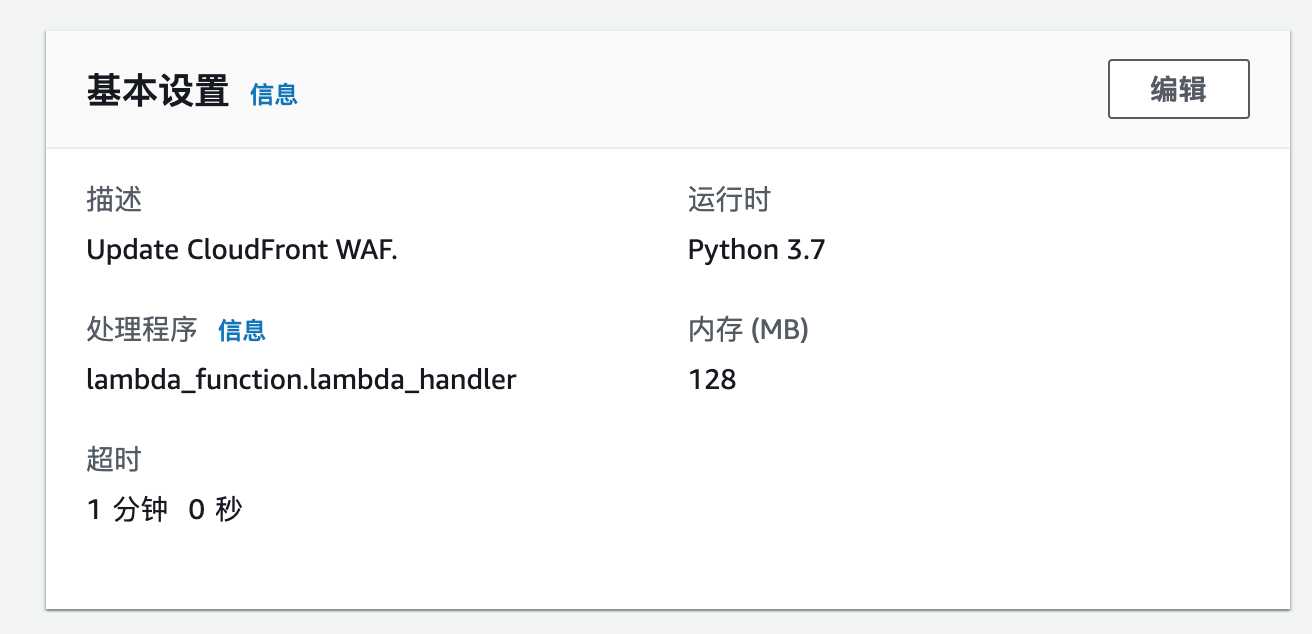 基本设置 信息 编辑
描述 运行时
Update CloudFront WAF. Python 3.7
处理程序 信息 内存 (MB)
lambda_function.lambda_handler 128
超时
1 分钟 0 秒